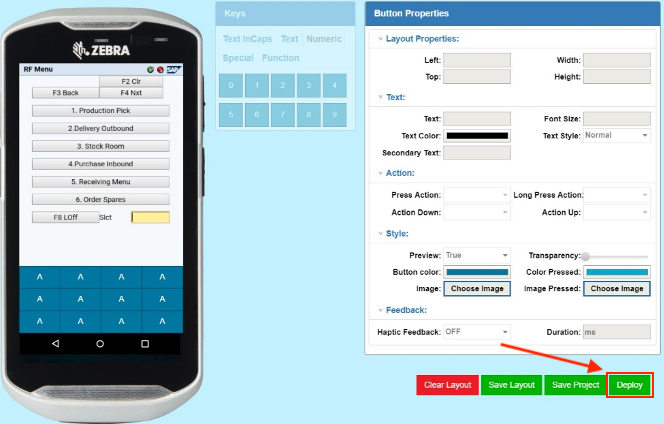 ZEBRA
RF Menu
SAP
F2 Clr
F3 Back
F4 Nxt
1. Production Pick
2.Delivery Outbound
3. Stock Room
4.Purchase Inbound
5. Receiving Menu
6. Order Spares
F8 LOff
Slct
^ ^ ^ ^
^ ^ ^ ^
^ ^ ^ ^
Keys
Text InCaps Text Numeric
Special Function
0 1 2 3 4
5 6 7 8 9
Button Properties
Layout Properties:
Left: Width:
Top: Height:
Text:
Text: Font Size:
Text Color: Text Style: Normal
Secondary Text:
Action:
Press Action: Long Press Action:
Action Down: Action Up:
Style:
Preview: True Transparency:
Button color: Color Pressed:
Image: Choose Image Image Pressed: Choose Image
Feedback:
Haptic Feedback: OFF Duration: ms
Clear Layout Save Layout Save Project Deploy